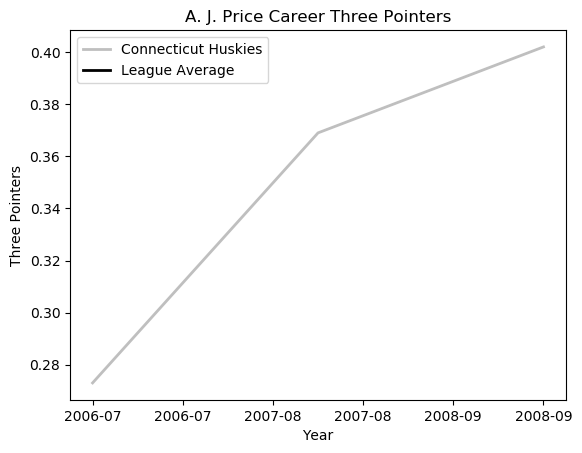 A. J. Price Career Three Pointers
Connecticut Huskies
League Average
0.40
0.38
0.36
0.34
0.32
0.30
0.28
Three Pointers
2006-07 2006-07 2007-08 2007-08 2008-09 2008-09
Year